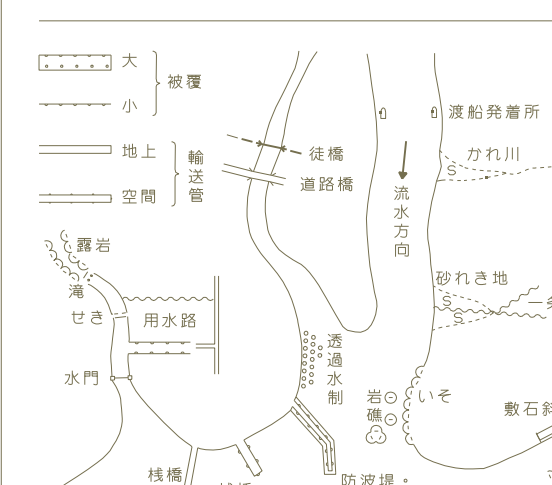 大
被覆
小
地上
輸送管
空間
露岩
滝
せき
用水路
水門
徒橋
道路橋
渡船発着所
かれ川
流水方向
砂れき地
S
S
S
透過水制
岩礁
いそ
敷石斜
桟橋
防波堤・